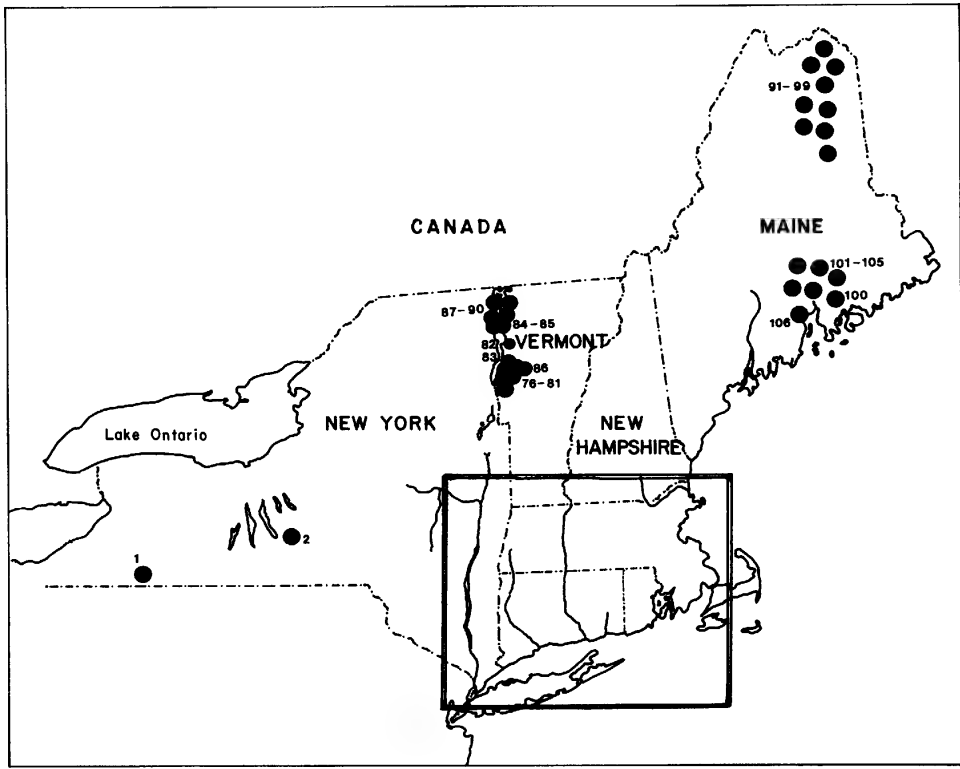 91-99
CANADA
MAINE
101-105
87-90
100
84-85
106
82
VERMONT
83
86
76-81
NEW YORK
NEW
HAMPSHIRE
Lake Ontario
2
1